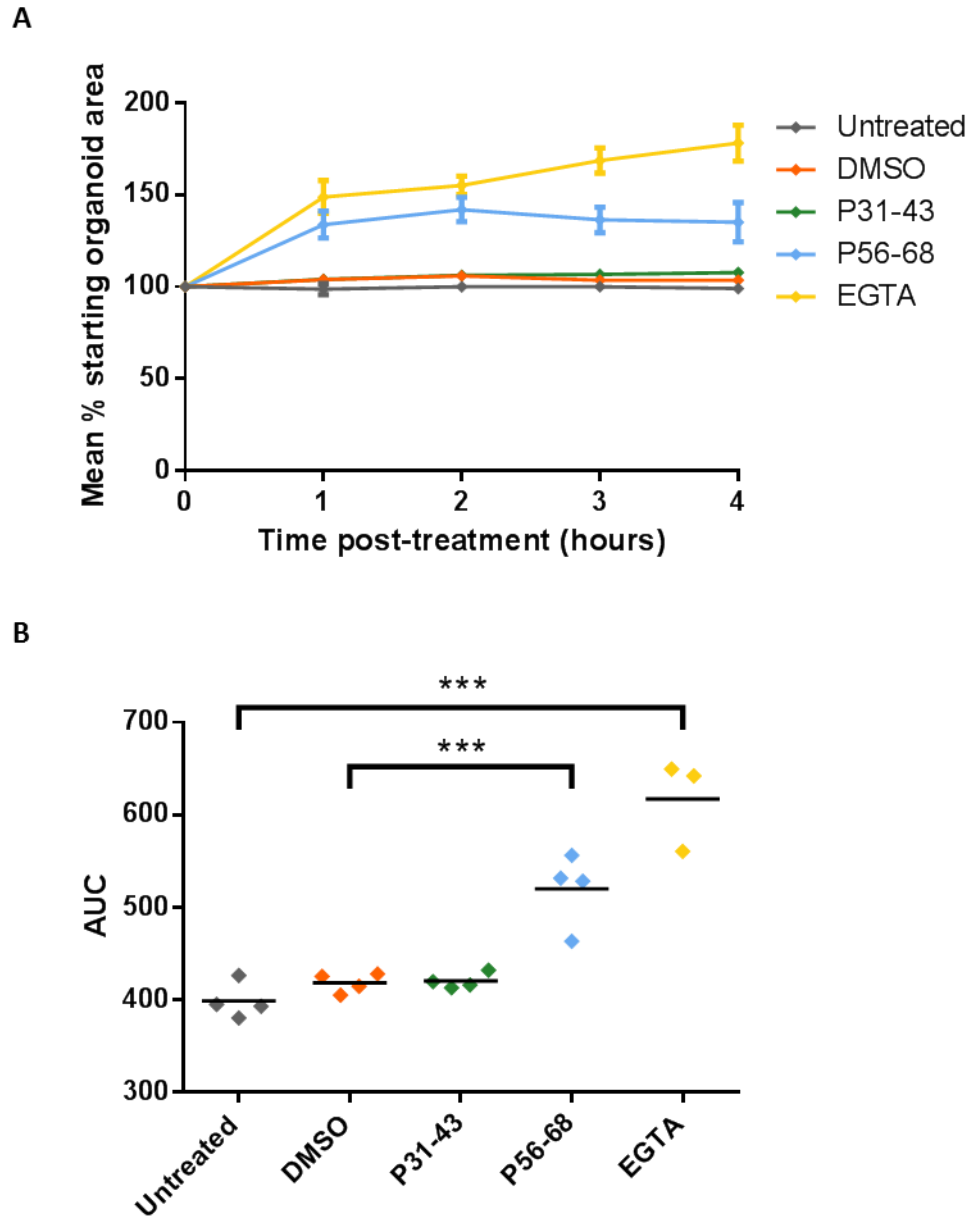 A
Mean % starting organoid area
200
150
100
50
0
0 1 2 3 4
Time post-treatment (hours)
Untreated
DMSO
P31-43
P56-68
EGTA
B
***
***
AUC
700
600
500
400
300
Untreated
DMSO
P31-43
P56-68
EGTA